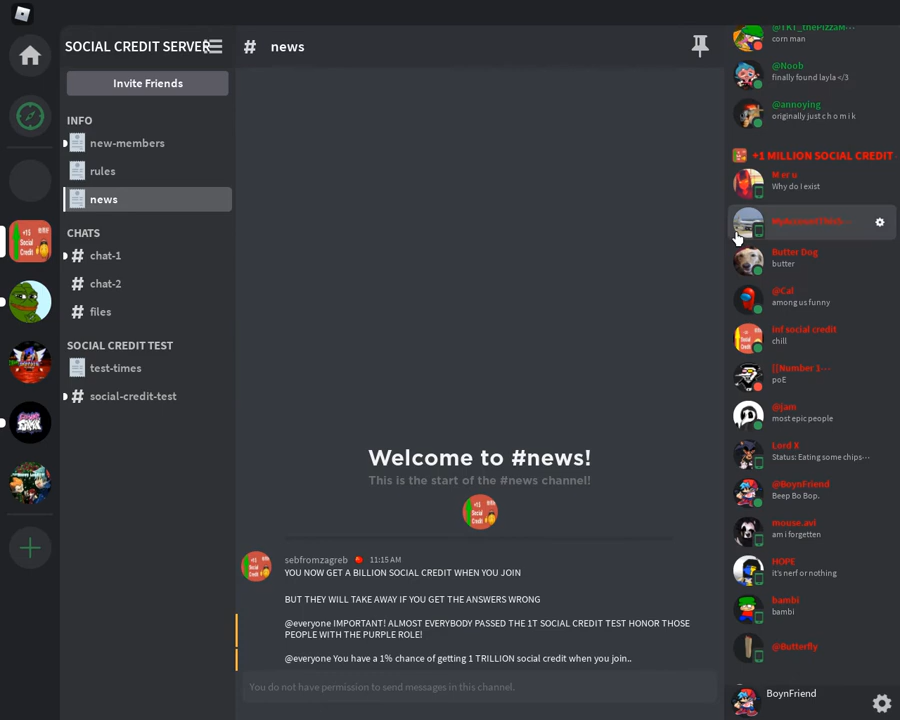 SOCIAL CREDIT SERVER
Invite Friends
INFO
new-members
rules
news
CHATS
# chat-1
# chat-2
# files
SOCIAL CREDIT TEST
test-times
# social-credit-test
# news
Welcome to #news!
This is the start of the #news channel!
+15
Social
Credit
sebfromzagreb 11:15 AM
YOU NOW GET A BILLION SOCIAL CREDIT WHEN YOU JOIN
BUT THEY WILL TAKE AWAY IF YOU GET THE ANSWERS WRONG
@everyone IMPORTANT! ALMOST EVERYBODY PASSED THE 1T SOCIAL CREDIT TEST HONOR THOSE
PEOPLE WITH THE PURPLE ROLE!
@everyone You have a 1% chance of getting 1 TRILLION social credit when you join..
You do not have permission to send messages in this channel.
@TKT_thePizzaM---
corn man
@Noob
finally found layla </3
@annoying
originally just c h o m i k
+1 MILLION SOCIAL CREDIT
M er u
Why do I exist
Butter Dog
butter
@Cal
among us funny
inf social credit
chill
[[Number 1---
poE
@jam
most epic people
Lord X
Status: Eating some chips---
@BoynFriend
Beep Bo Bop.
mouse.avi
am i forgetten
HOPE
it's nerf or nothing
bambi
bambi
@Butterfly
BoynFriend